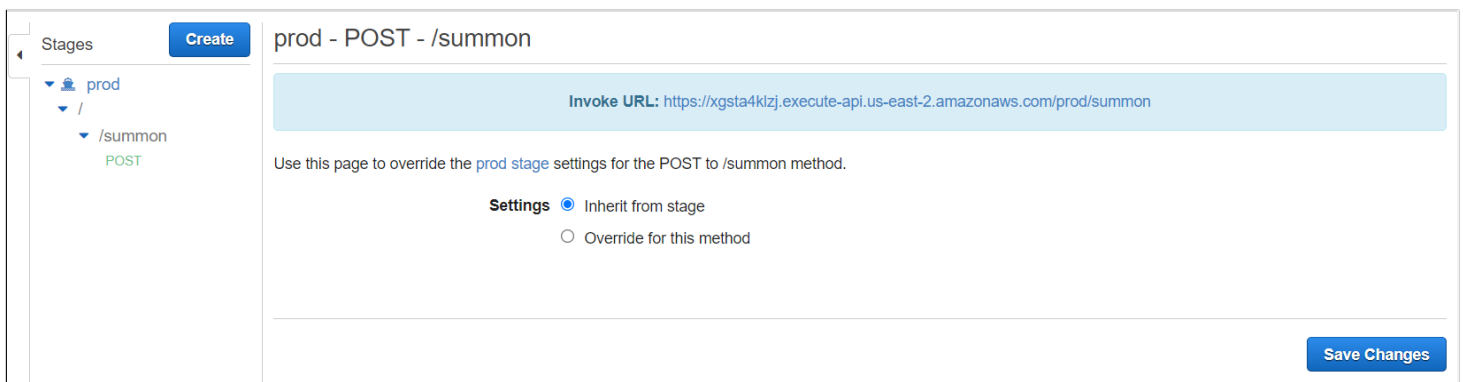 Stages
Create
prod
/
/summon
POST
prod - POST - /summon
Invoke URL: https://xgsta4klzj.execute-api.us-east-2.amazonaws.com/prod/summon
Use this page to override the prod stage settings for the POST to /summon method.
Settings Inherit from stage
Override for this method
Save Changes